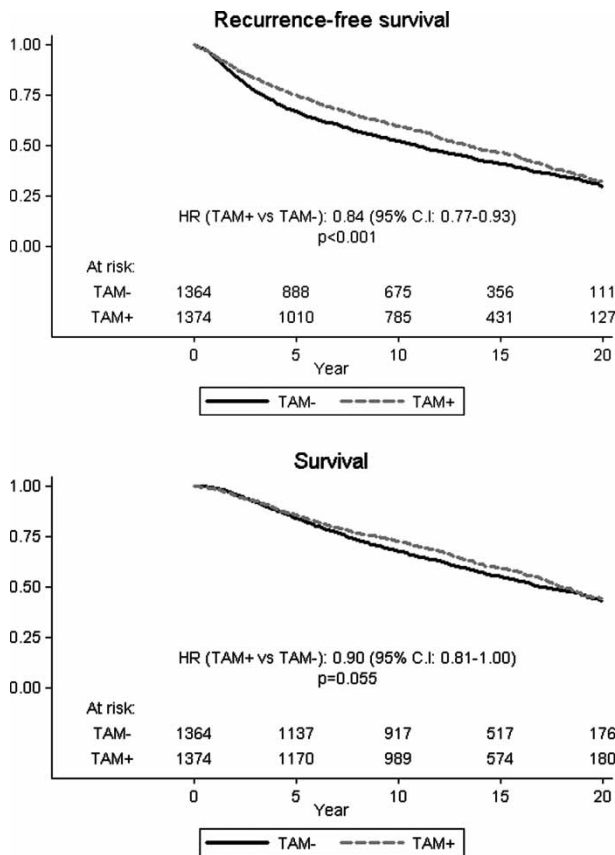 Recurrence-free survival
1.00
0.75
0.50
0.25
0.00
HR (TAM+ vs TAM-): 0.84 (95% C.I: 0.77-0.93)
p<0.001
At risk:
TAM- 1364 888 675 356 111
TAM+ 1374 1010 785 431 127
0 5 10 15 20
Year
TAM- TAM+
Survival
1.00
0.75
0.50
0.25
0.00
HR (TAM+ vs TAM-): 0.90 (95% C.I: 0.81-1.00)
p=0.055
At risk:
TAM- 1364 1137 917 517 176
TAM+ 1374 1170 989 574 180
0 5 10 15 20
Year
TAM- TAM+